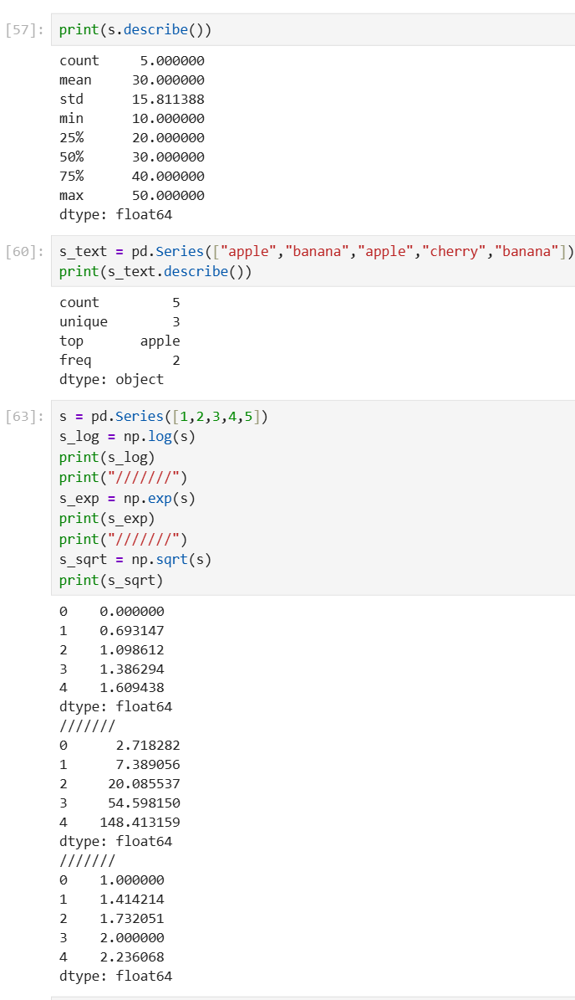 [57]: print(s.describe())
count     5.000000
mean     30.000000
std      15.811388
min      10.000000
25%      20.000000
50%      30.000000
75%      40.000000
max      50.000000
dtype: float64
[60]: s_text = pd.Series(["apple","banana","apple","cherry","banana"])
print(s_text.describe())
count         5
unique        3
top       apple
freq          2
dtype: object
[63]: s = pd.Series([1,2,3,4,5])
s_log = np.log(s)
print(s_log)
print("///////")
s_exp = np.exp(s)
print(s_exp)
print("///////")
s_sqrt = np.sqrt(s)
print(s_sqrt)
0    0.000000
1    0.693147
2    1.098612
3    1.386294
4    1.609438
dtype: float64
///////
0      2.718282
1      7.389056
2     20.085537
3     54.598150
4    148.413159
dtype: float64
///////
0    1.000000
1    1.414214
2    1.732051
3    2.000000
4    2.236068
dtype: float64